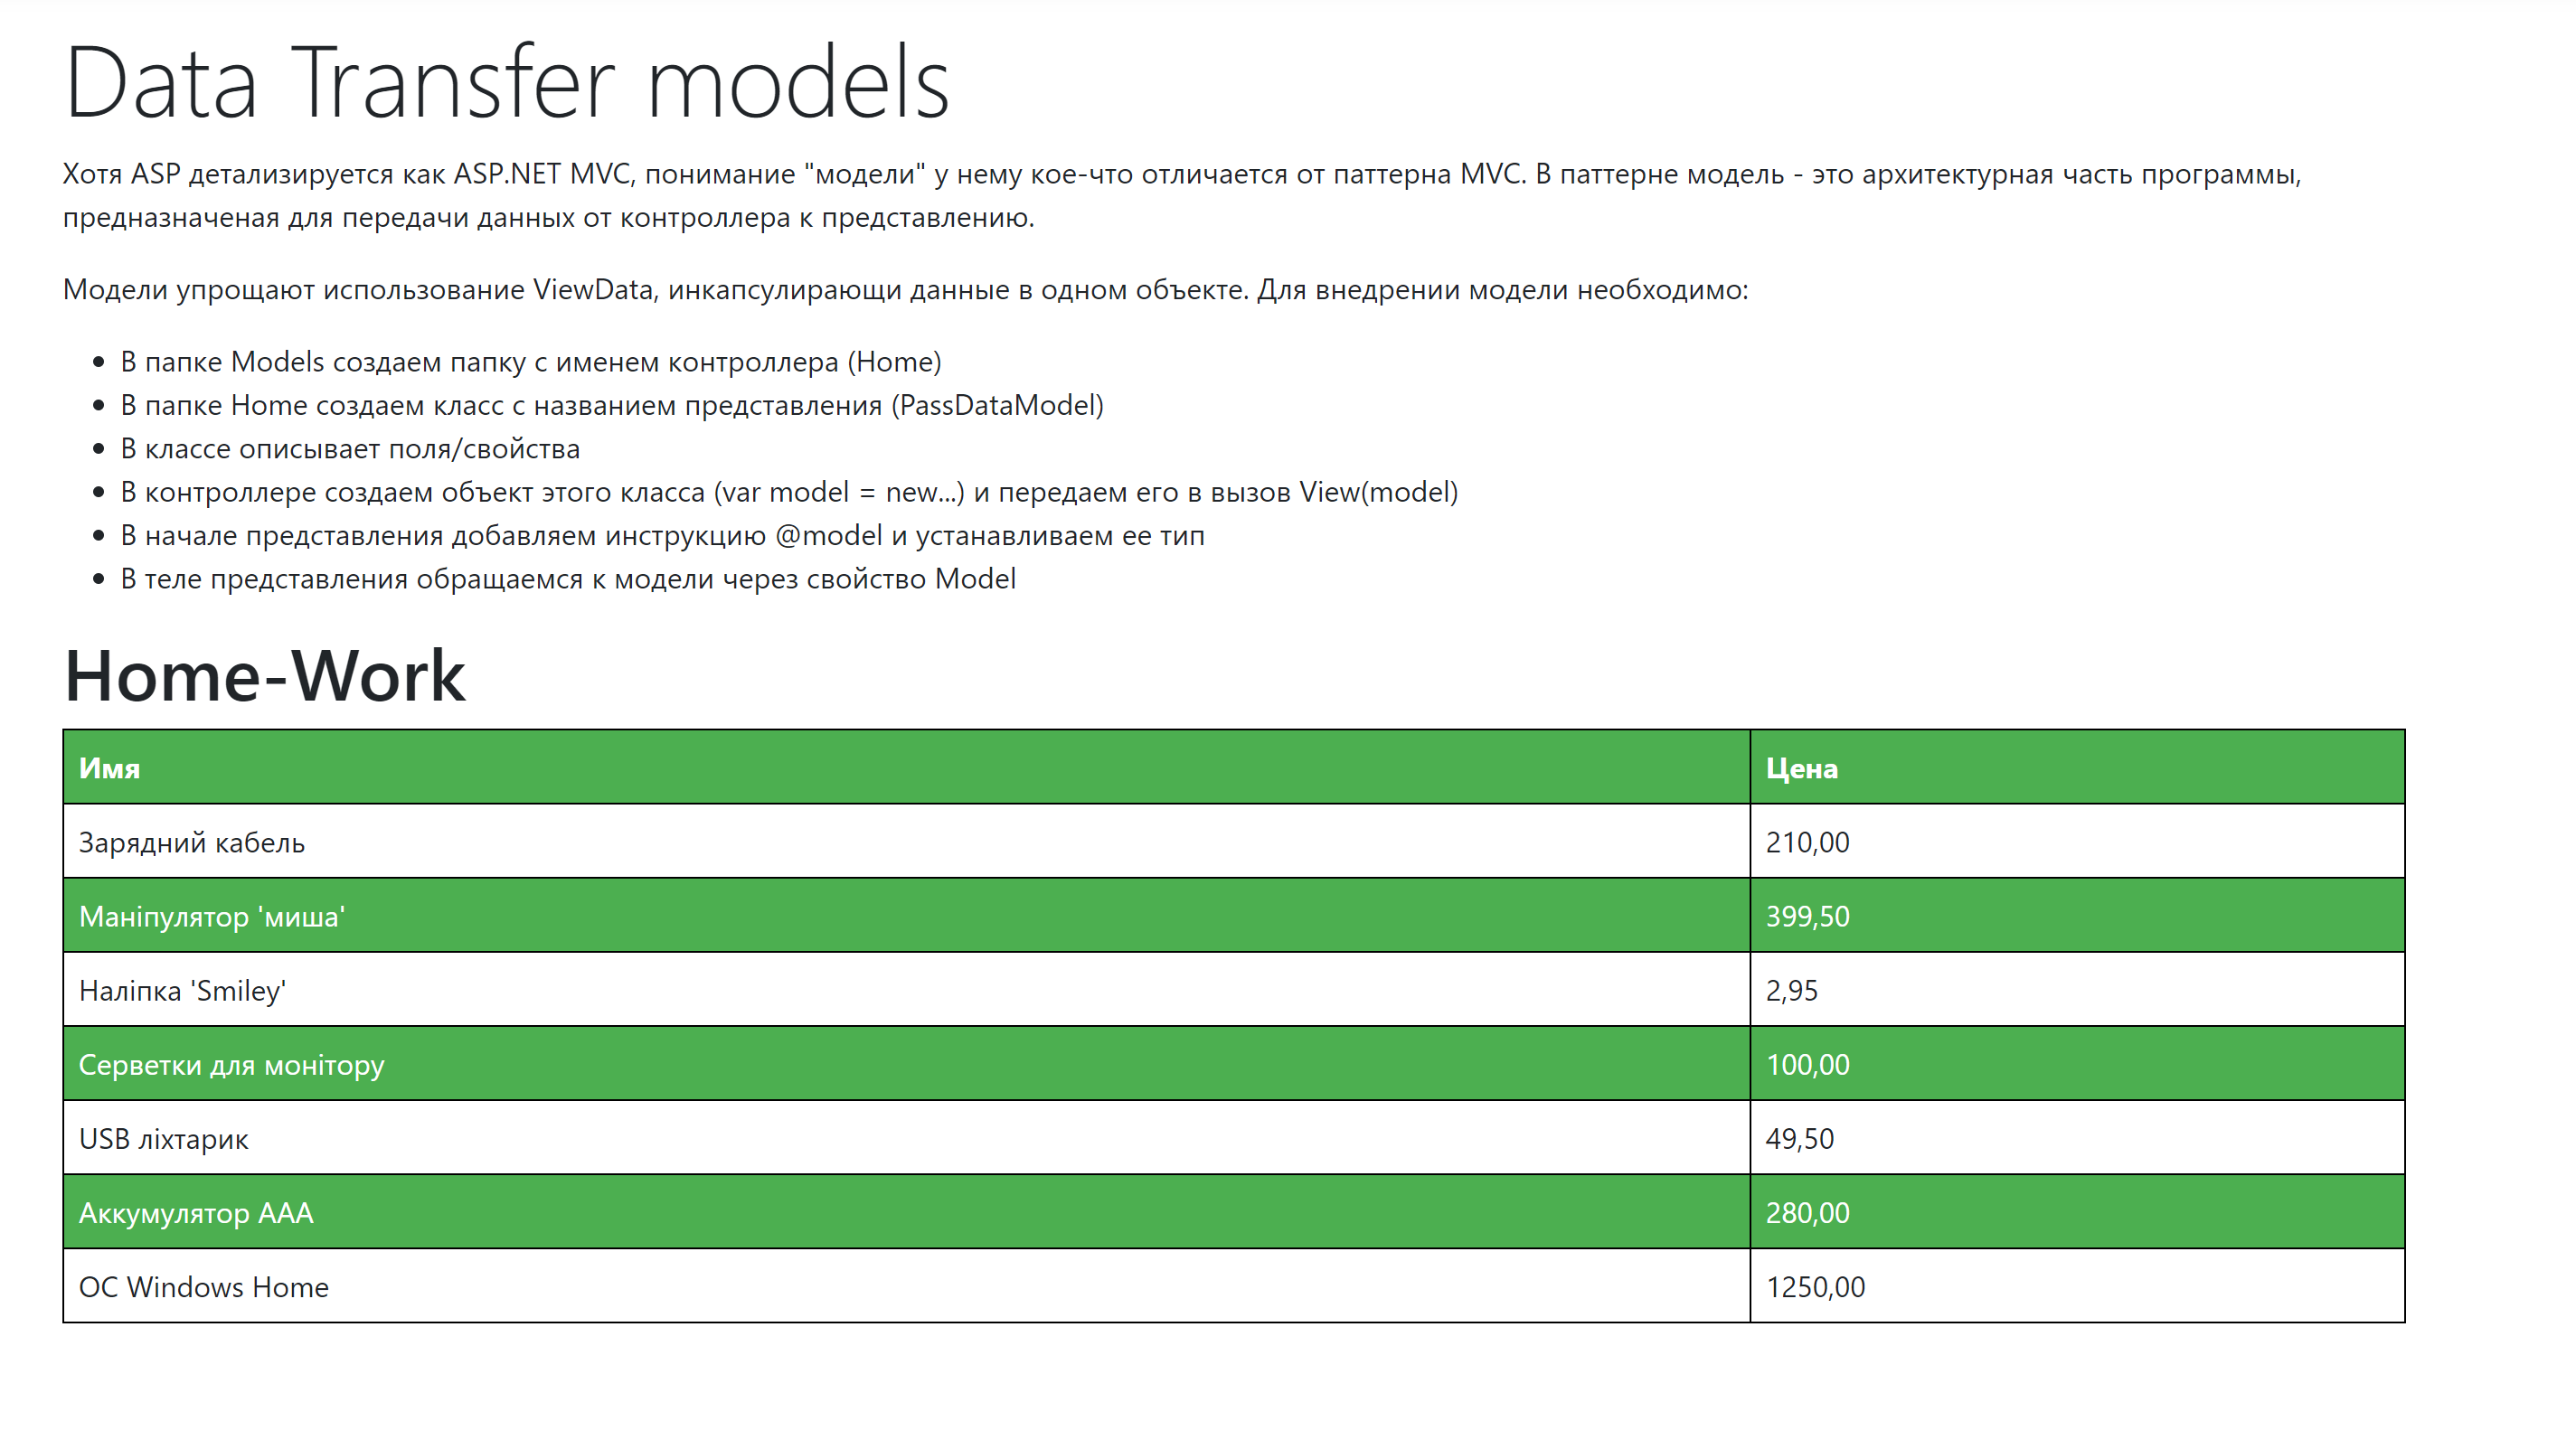 Data Transfer models
Хотя ASP детализируется как ASP.NET MVC, понимание "модели" у нему кое-что отличается от паттерна MVC. В паттерне модель - это архитектурная часть программы,
предназначеная для передачи данных от контроллера к представлению.
Модели упрощают использование ViewData, инкапсулирающи данные в одном объекте. Для внедрении модели необходимо:
• В папке Models создаем папку с именем контроллера (Home)
• В папке Home создаем класс с названием представления (PassDataModel)
• В классе описывает поля/свойства
• В контроллере создаем объект этого класса (var model = new...) и передаем его в вызов View(model)
• В начале представления добавляем инструкцию @model и устанавливаем ее тип
• В теле представления обращаемся к модели через свойство Model
Home-Work
Имя Цена
Зарядний кабель 210,00
Маніпулятор 'миша' 399,50
Наліпка 'Smiley' 2,95
Серветки для монітору 100,00
USB ліхтарик 49,50
Аккумулятор ААА 280,00
ОС Windows Home 1250,00